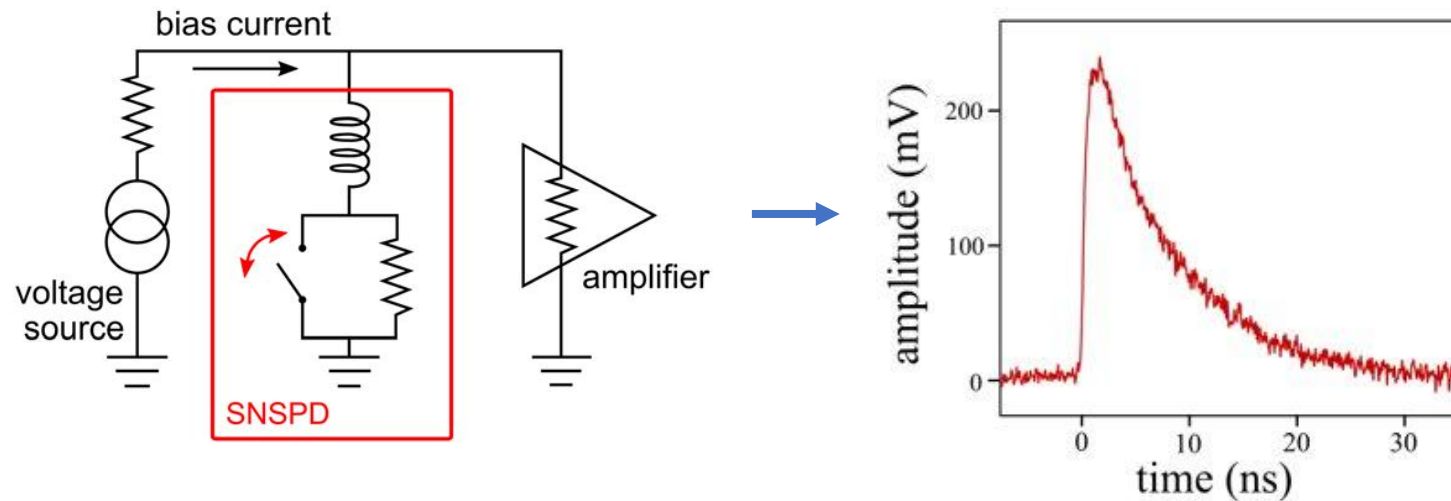 bias current
voltage
source
SNSPD
amplifier
amplitude (mV)
200
100
0
0 10 20 30
time (ns)